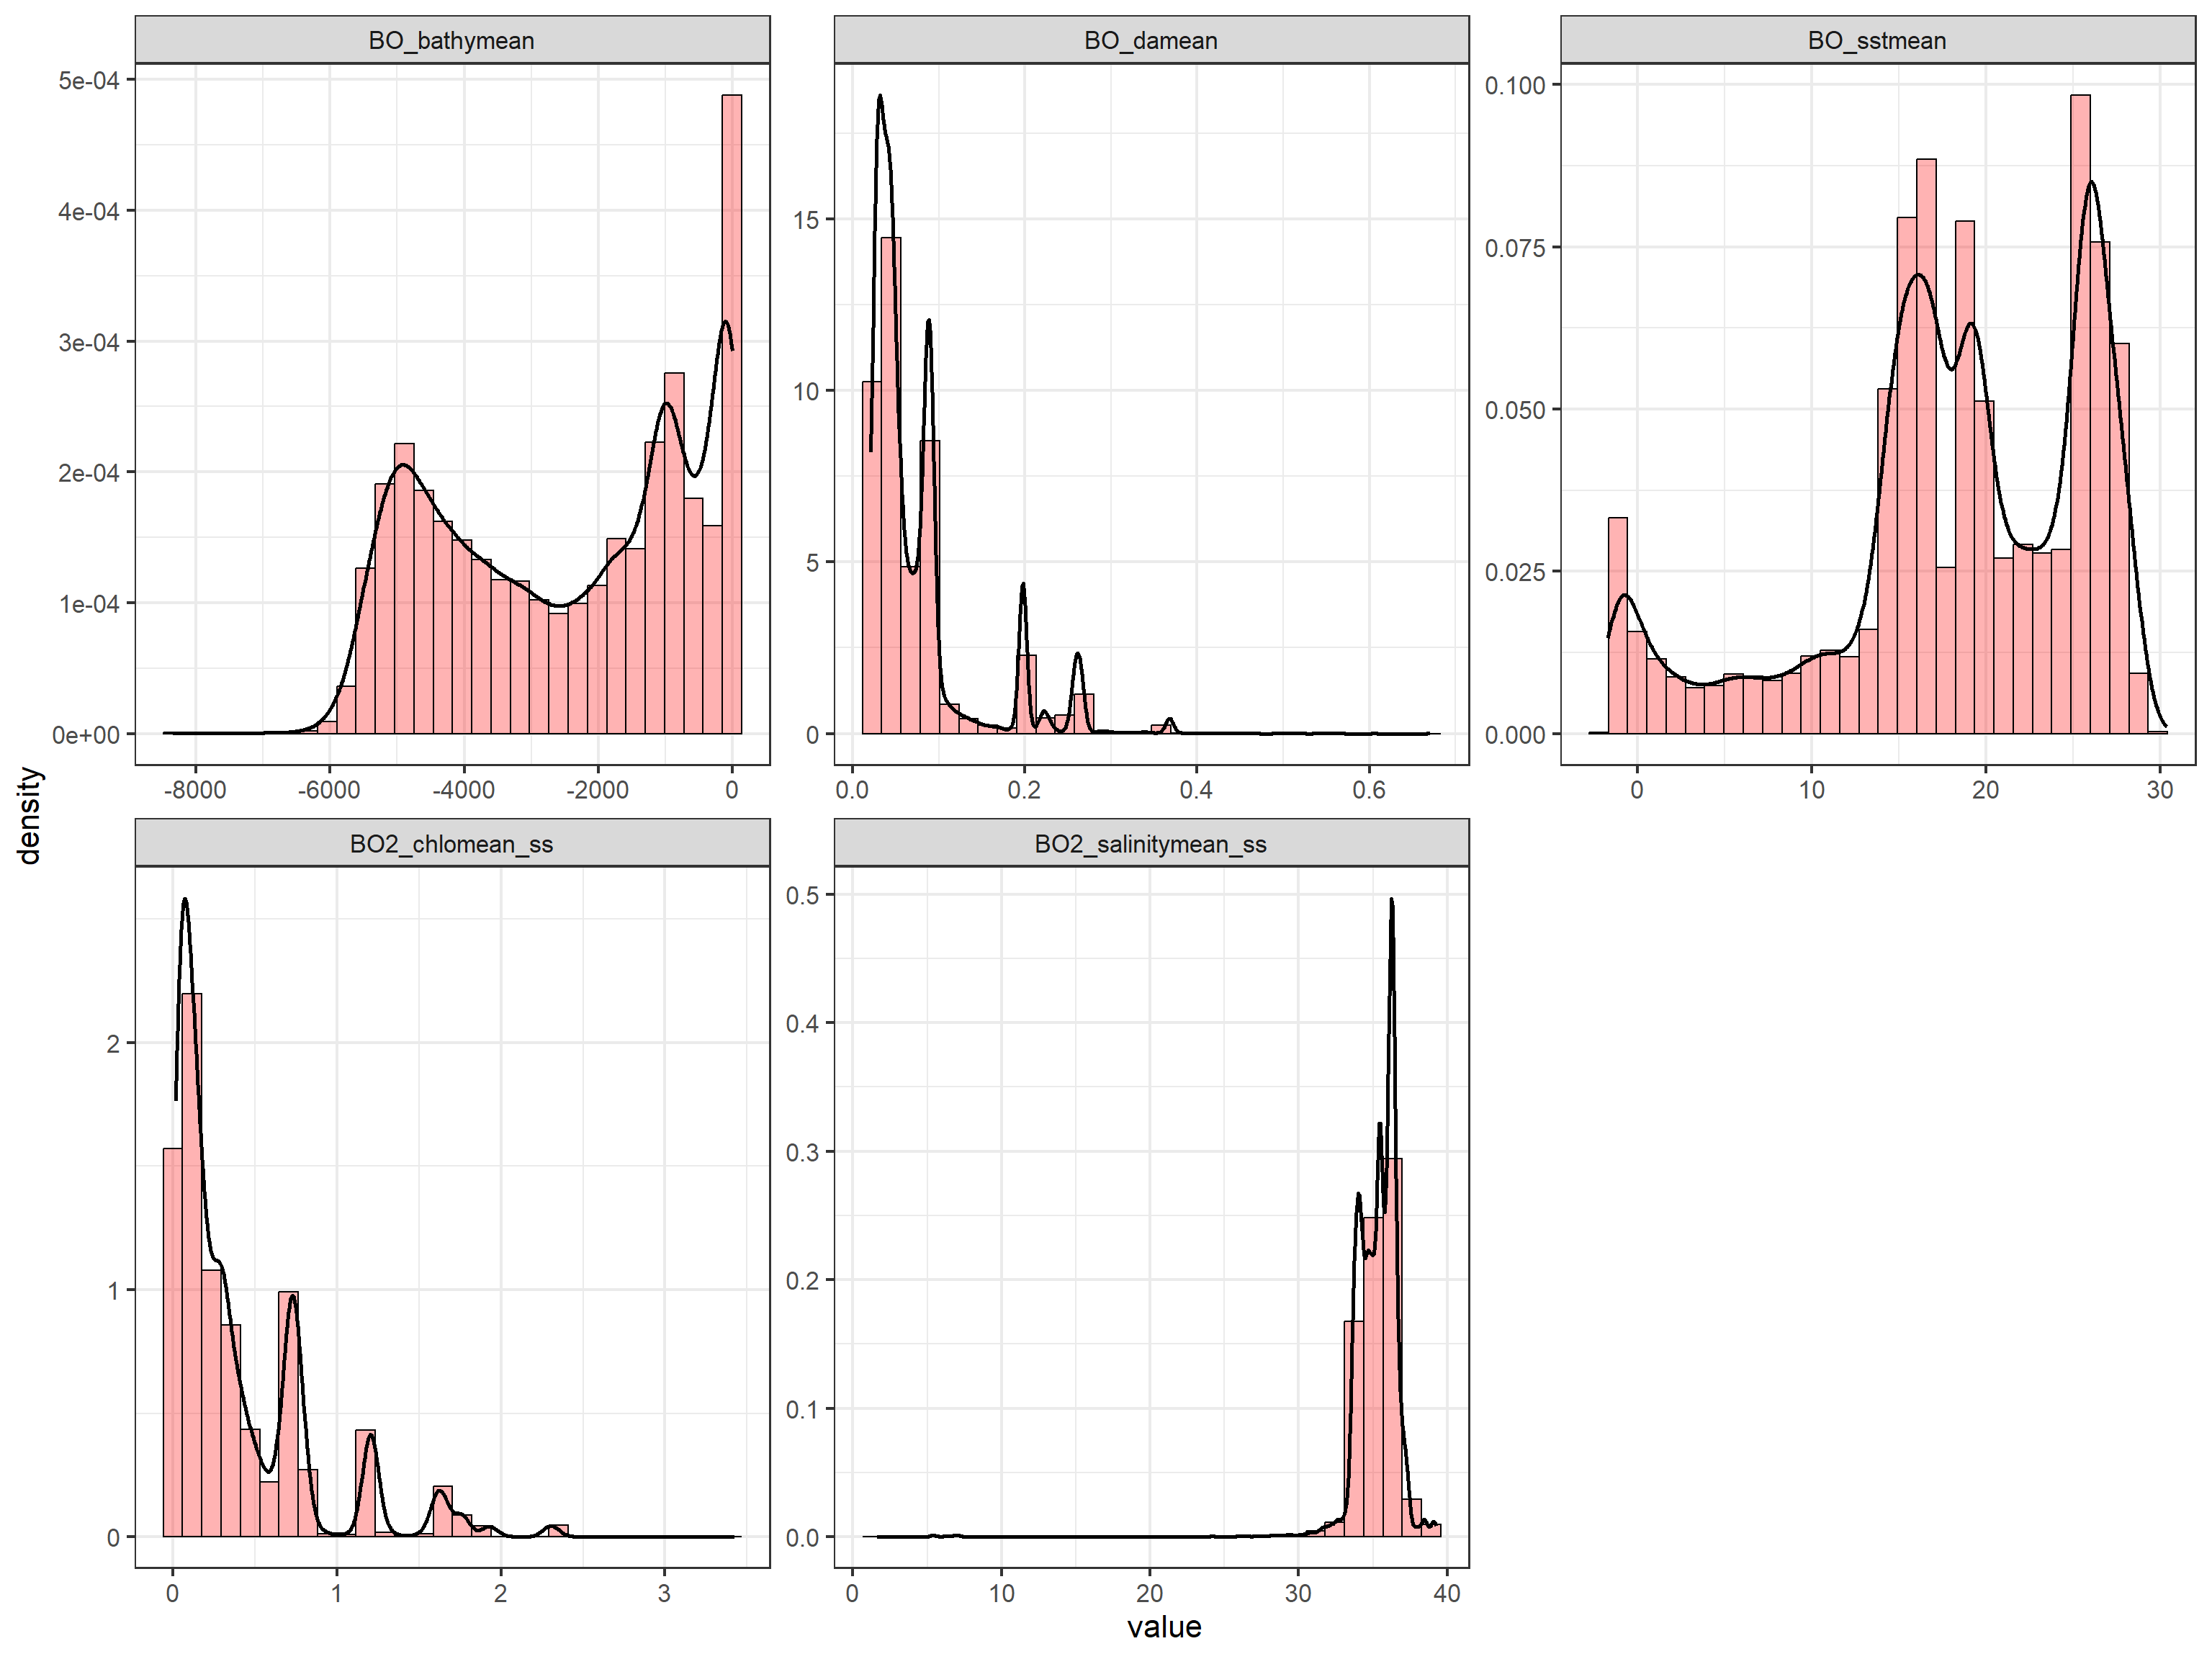 BO_bathymean
BO_damean
BO_sstmean
5e-04
4e-04
3e-04
2e-04
1e-04
0e+00
-8000 -6000 -4000 -2000 0
15
10
5
0
0.0 0.2 0.4 0.6
0.100
0.075
0.050
0.025
0.000
0 10 20 30
density
BO2_chlomean_ss
BO2_salinitymean_ss
2
1
0
0 1 2 3
0.5
0.4
0.3
0.2
0.1
0.0
0 10 20 30 40
value